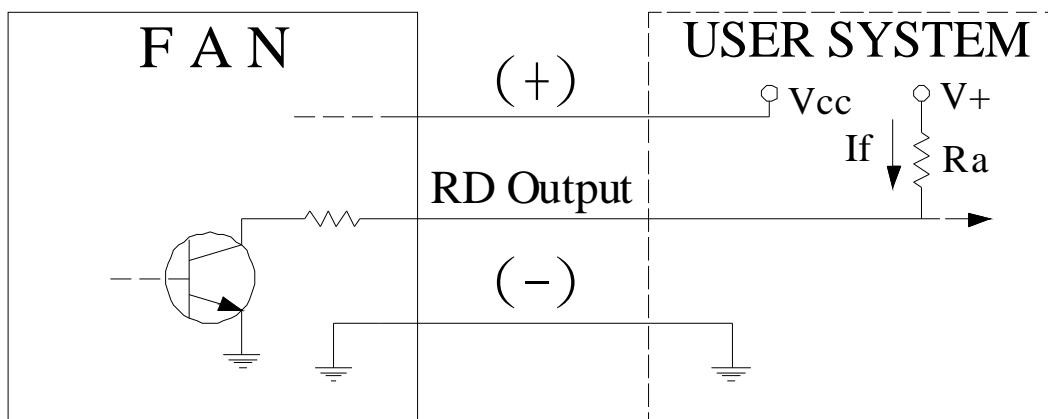 F A N
USER SYSTEM
(+)
Vcc
V+
If
Ra
RD Output
(-)